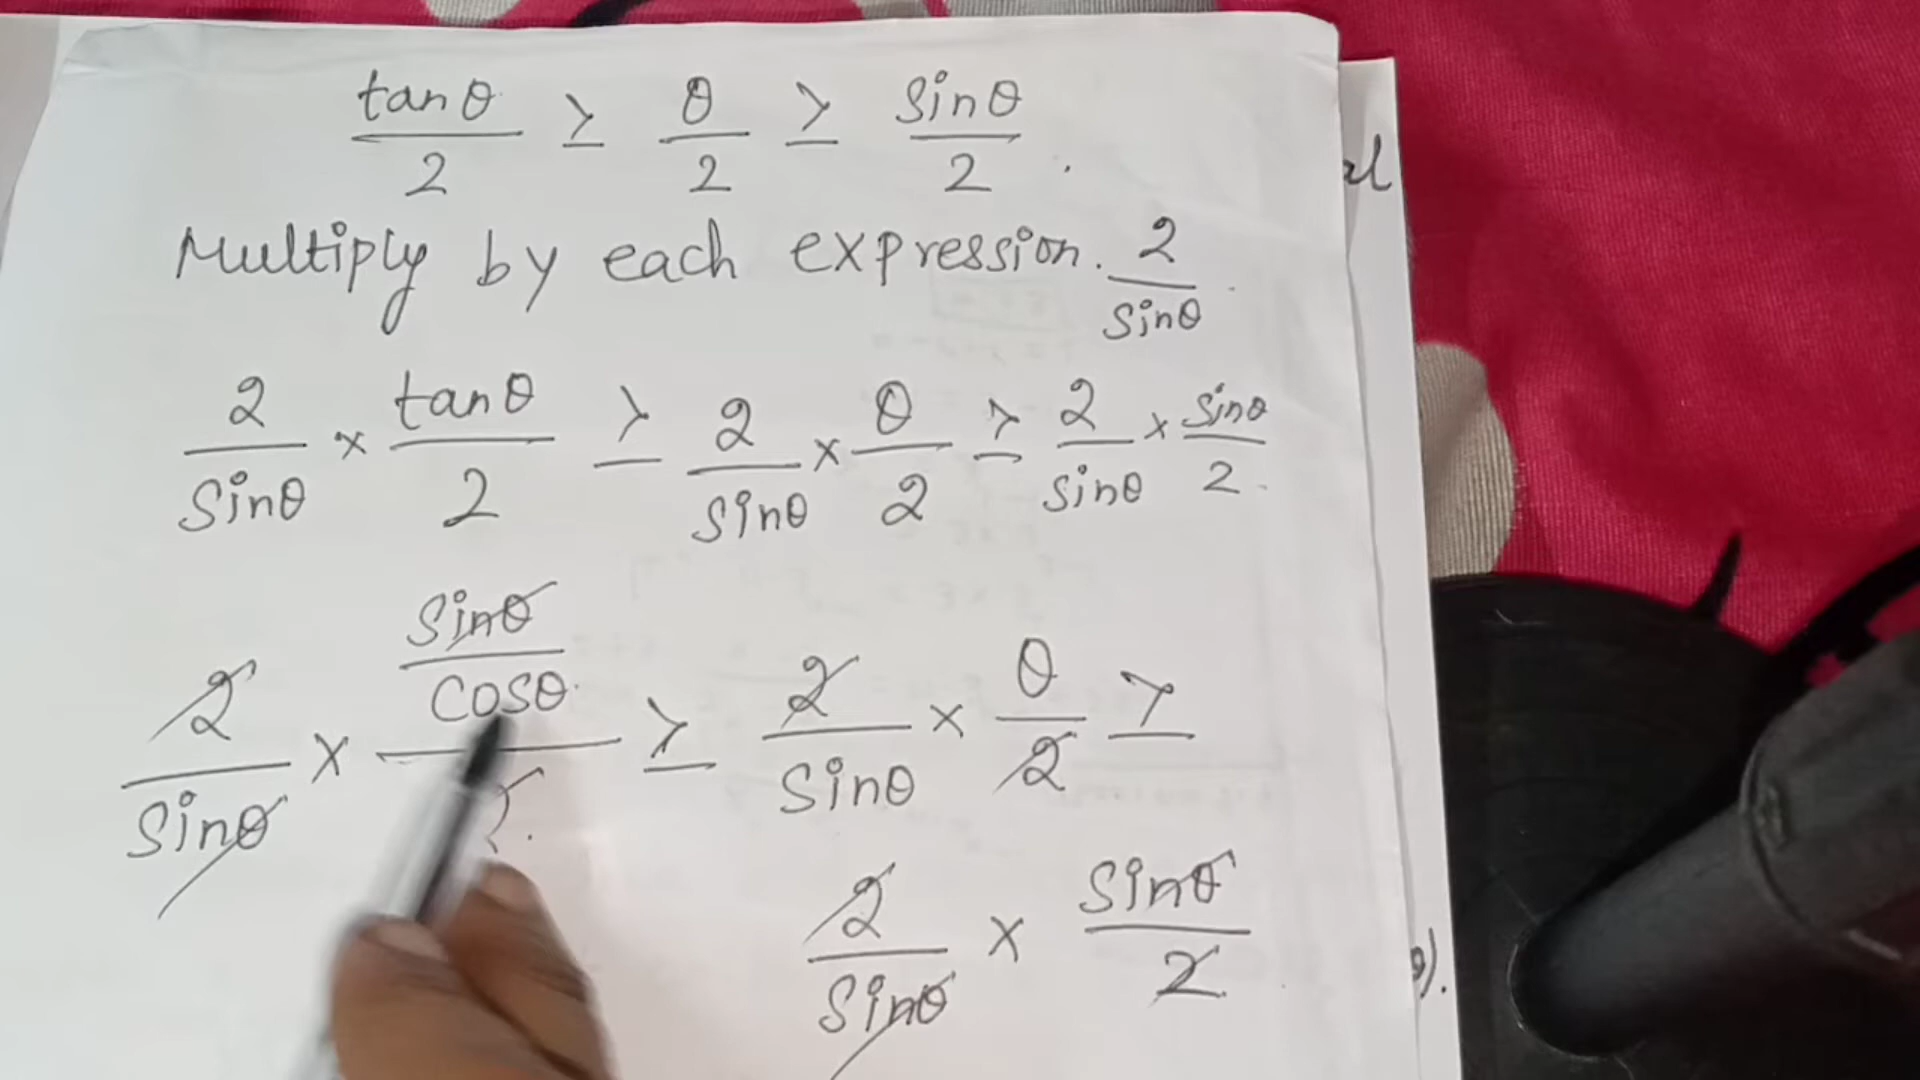 tanθ/2 ≥ θ/2 ≥ sinθ/2.
Multiply by each expression. 2/sinθ.
2/sinθ × tanθ/2 ≥ 2/sinθ × θ/2 ≥ 2/sinθ × sinθ/2.
2/sinθ × (sinθ/cosθ)/2. ≥ 2/sinθ × θ/2 ≥
2/sinθ × sinθ/2